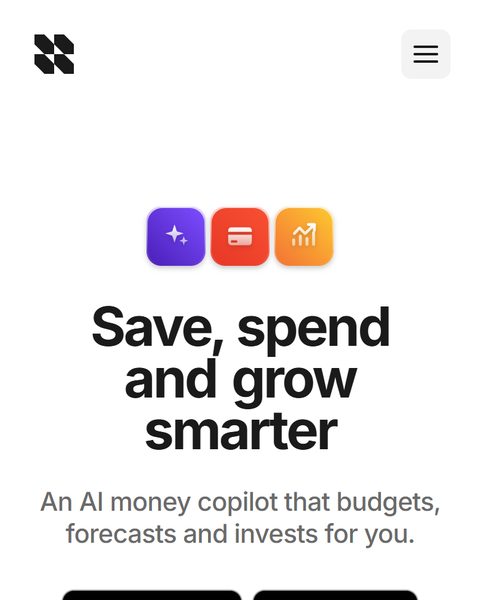 Save, spend
and grow
smarter
An AI money copilot that budgets,
forecasts and invests for you.